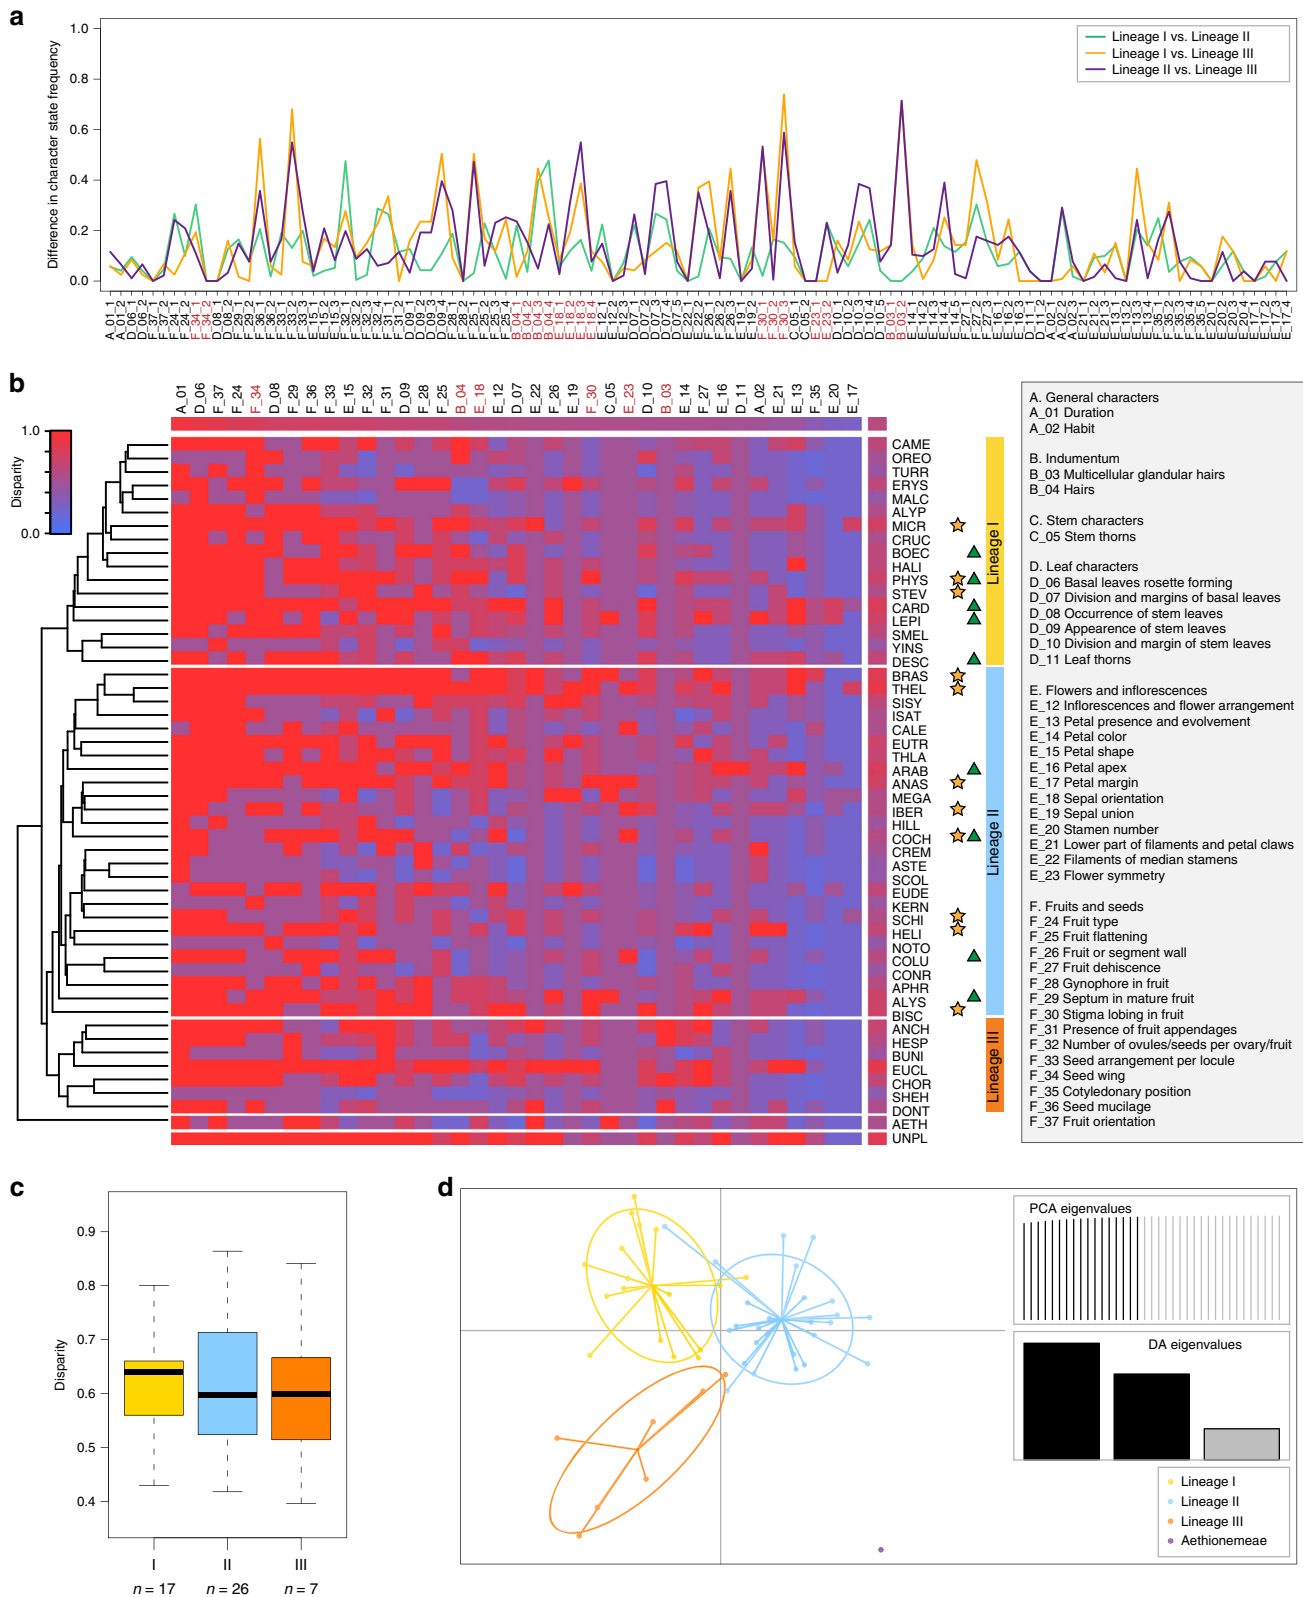 a
Difference in character state frequency
1.0
0.8
0.6
0.4
0.2
0.0
Lineage I vs. Lineage II
Lineage I vs. Lineage III
Lineage II vs. Lineage III
b
A_01 D_06 F_37 F_24 F_34 D_08 F_29 F_36 F_33 E_15 F_32 F_31 D_09 F_28 F_25 B_04 E_18 E_12 D_07 E_22 F_26 E_19 F_30 C_05 E_23 D_10 B_03 E_14 F_27 E_16 D_11 A_02 E_21 E_13 F_35 E_20 E_17
1.0
Disparity
0.0
CAME
OREO
TURR
ERYS
MALC
ALYP
MICR
CRUC
BOEC
HALI
PHYS
STEV
CARD
LEPI
SMEL
YINS
DESC
BRAS
THEL
SISY
ISAT
CALE
EUTR
THLA
ARAB
ANAS
MEGA
IBER
HILL
COCH
CREM
ASTE
SCOL
EUDE
KERN
SCHI
HELI
NOTO
COLU
CONR
APHR
ALYS
BISC
ANCH
HESP
BUNI
EUCL
CHOR
SHEH
DONT
AETH
UNPL
Lineage I
Lineage II
Lineage III
A. General characters
A_01 Duration
A_02 Habit
B. Indumentum
B_03 Multicellular glandular hairs
B_04 Hairs
C. Stem characters
C_05 Stem thorns
D. Leaf characters
D_06 Basal leaves rosette forming
D_07 Division and margins of basal leaves
D_08 Occurrence of stem leaves
D_09 Appearence of stem leaves
D_10 Division and margin of stem leaves
D_11 Leaf thorns
E. Flowers and inflorescences
E_12 Inflorescences and flower arrangement
E_13 Petal presence and evolvement
E_14 Petal color
E_15 Petal shape
E_16 Petal apex
E_17 Petal margin
E_18 Sepal orientation
E_19 Sepal union
E_20 Stamen number
E_21 Lower part of filaments and petal claws
E_22 Filaments of median stamens
E_23 Flower symmetry
F. Fruits and seeds
F_24 Fruit type
F_25 Fruit flattening
F_26 Fruit or segment wall
F_27 Fruit dehiscence
F_28 Gynophore in fruit
F_29 Septum in mature fruit
F_30 Stigma lobing in fruit
F_31 Presence of fruit appendages
F_32 Number of ovules/seeds per ovary/fruit
F_33 Seed arrangement per locule
F_34 Seed wing
F_35 Cotyledonary position
F_36 Seed mucilage
F_37 Fruit orientation
c
Disparity
0.9
0.8
0.7
0.6
0.5
0.4
I II III
n = 17 n = 26 n = 7
d
PCA eigenvalues
DA eigenvalues
Lineage I
Lineage II
Lineage III
Aethionemeae